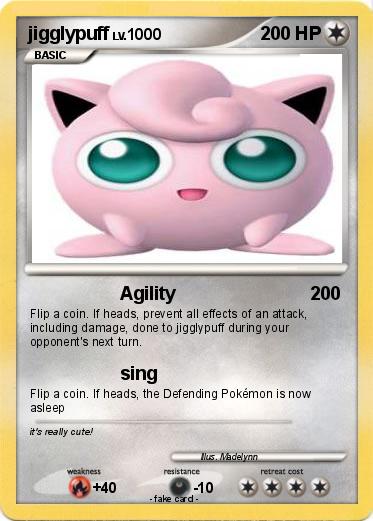 jigglypuff LV.1000 200 HP
BASIC
Agility 200
Flip a coin. If heads, prevent all effects of an attack,
including damage, done to jigglypuff during your
opponent's next turn.
sing
Flip a coin. If heads, the Defending Pokémon is now
asleep
it's really cute!
Illus. Madelynn
weakness resistance retreat cost
+40 -10
- fake card -